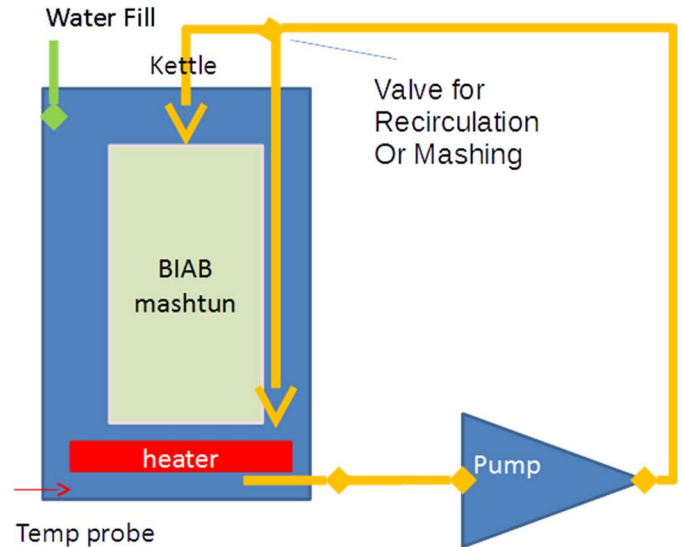 Water Fill
Kettle
Valve for
Recirculation
Or Mashing
BIAB
mashtun
heater
Pump
Temp probe